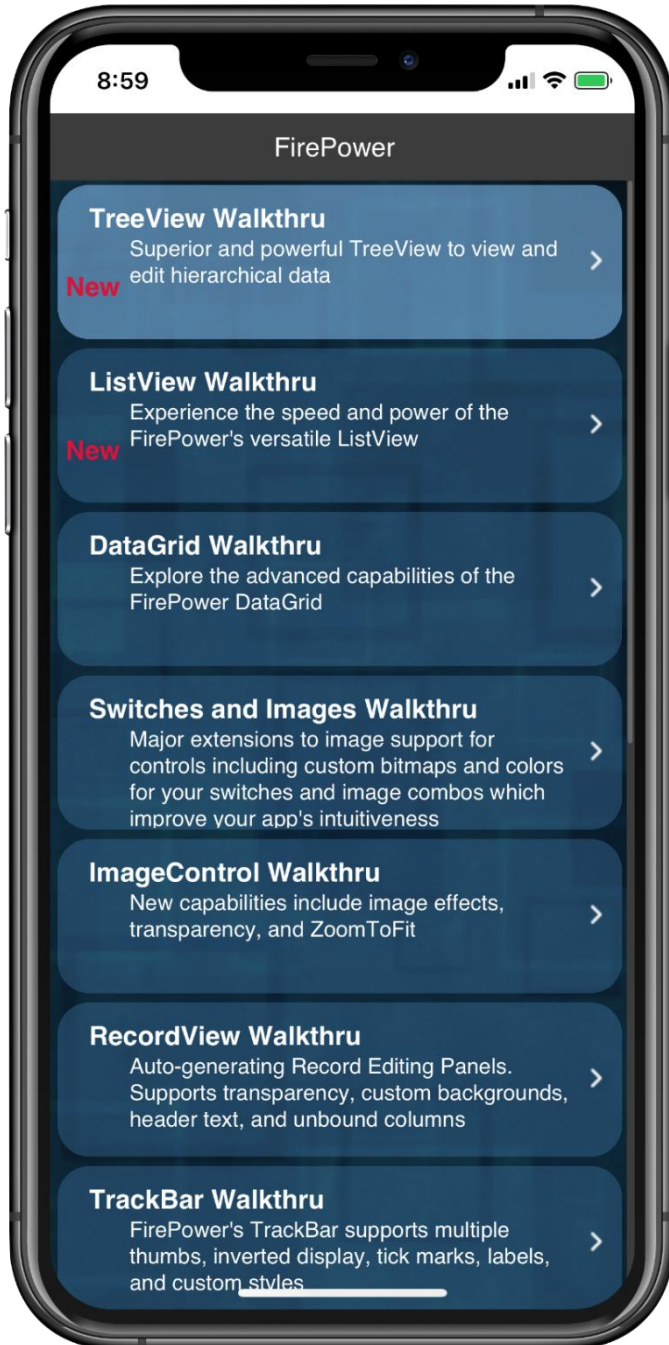 8:59
FirePower
TreeView Walkthru
Superior and powerful TreeView to view and
New edit hierarchical data
ListView Walkthru
Experience the speed and power of the
New FirePower's versatile ListView
DataGrid Walkthru
Explore the advanced capabilities of the
FirePower DataGrid
Switches and Images Walkthru
Major extensions to image support for
controls including custom bitmaps and colors
for your switches and image combos which
improve your app's intuitiveness
ImageControl Walkthru
New capabilities include image effects,
transparency, and ZoomToFit
RecordView Walkthru
Auto-generating Record Editing Panels.
Supports transparency, custom backgrounds,
header text, and unbound columns
TrackBar Walkthru
FirePower's TrackBar supports multiple
thumbs, inverted display, tick marks, labels,
and custom styles